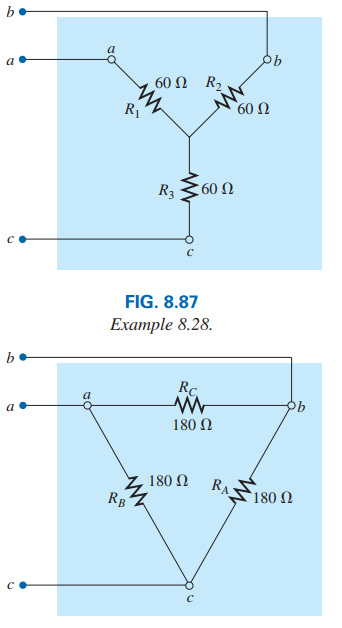 b
a
a
b
60 Ω
R2
R1
60 Ω
R3
60 Ω
c
c
FIG. 8.87
Example 8.28.
b
a
a
RC
b
180 Ω
180 Ω
RA
RB
180 Ω
c
c